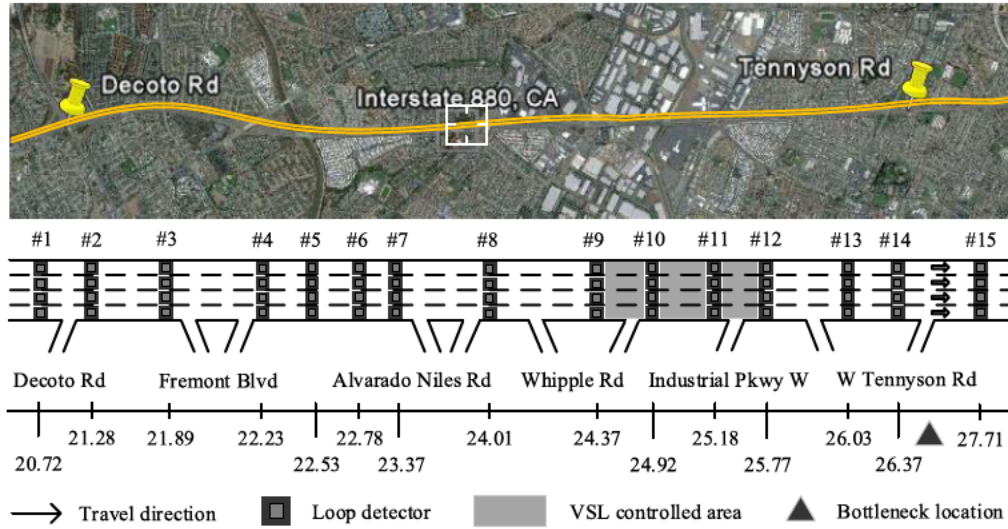 Decoto Rd
Interstate 880, CA
Tennyson Rd
#1 #2 #3 #4 #5 #6 #7 #8 #9 #10 #11 #12 #13 #14 #15
Decoto Rd Fremont Blvd Alvarado Niles Rd Whipple Rd Industrial Pkwy W W Tennyson Rd
21.28 21.89 22.23 22.78 23.37 24.01 24.37 25.18 26.03 27.71
20.72 22.53 24.92 25.77 26.37
Travel direction Loop detector VSL controlled area Bottleneck location